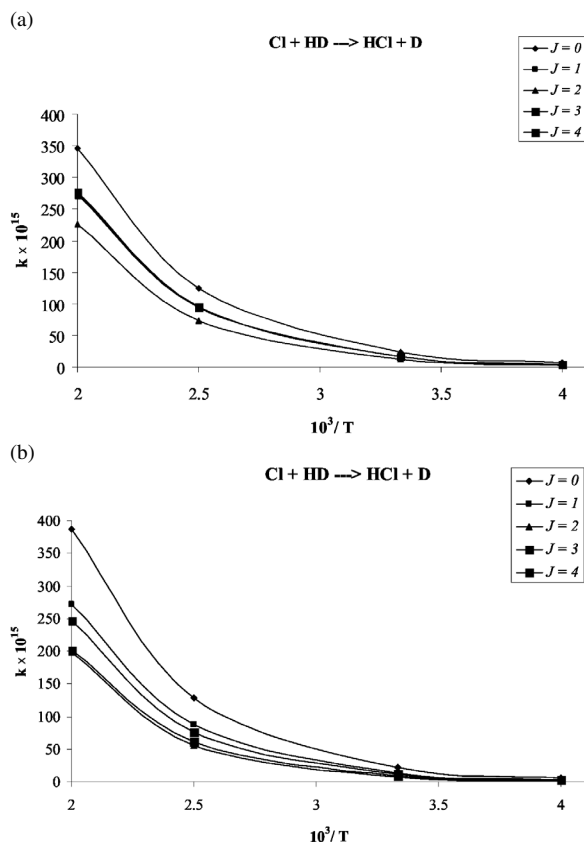 (a)
Cl + HD ---> HCl + D
J = 0
J = 1
J = 2
J = 3
J = 4
400
350
300
250
200
150
100
50
0
k × 10¹⁵
2
2.5
3
3.5
4
10³/ T
(b)
Cl + HD ---> HCl + D
J = 0
J = 1
J = 2
J = 3
J = 4
400
350
300
250
200
150
100
50
0
k × 10¹⁵
2
2.5
3
3.5
4
10³/ T